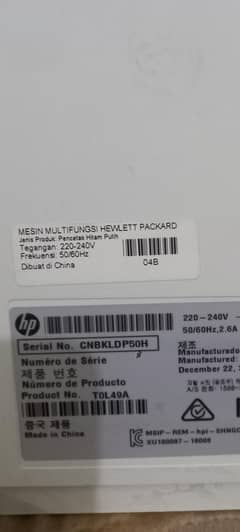 MESIN MULTIFUNGSI HEWLETT PACKARD
Jenis Produk: Pencetak Hitam Putih
Tegangan: 220-240V
Frekuensi: 50/60Hz
Dibuat di China
04B
hp
220-240V
50/60Hz, 2.6A
Serial No. CNBKLDP50H
Numéro de Série
제품 번호
Número de Producto
Product No. T0L49A
중국 제품
Made in China
제조
Manufactured
Manufacturado
December 22,
MSIP-REM-hpi-SHNGC